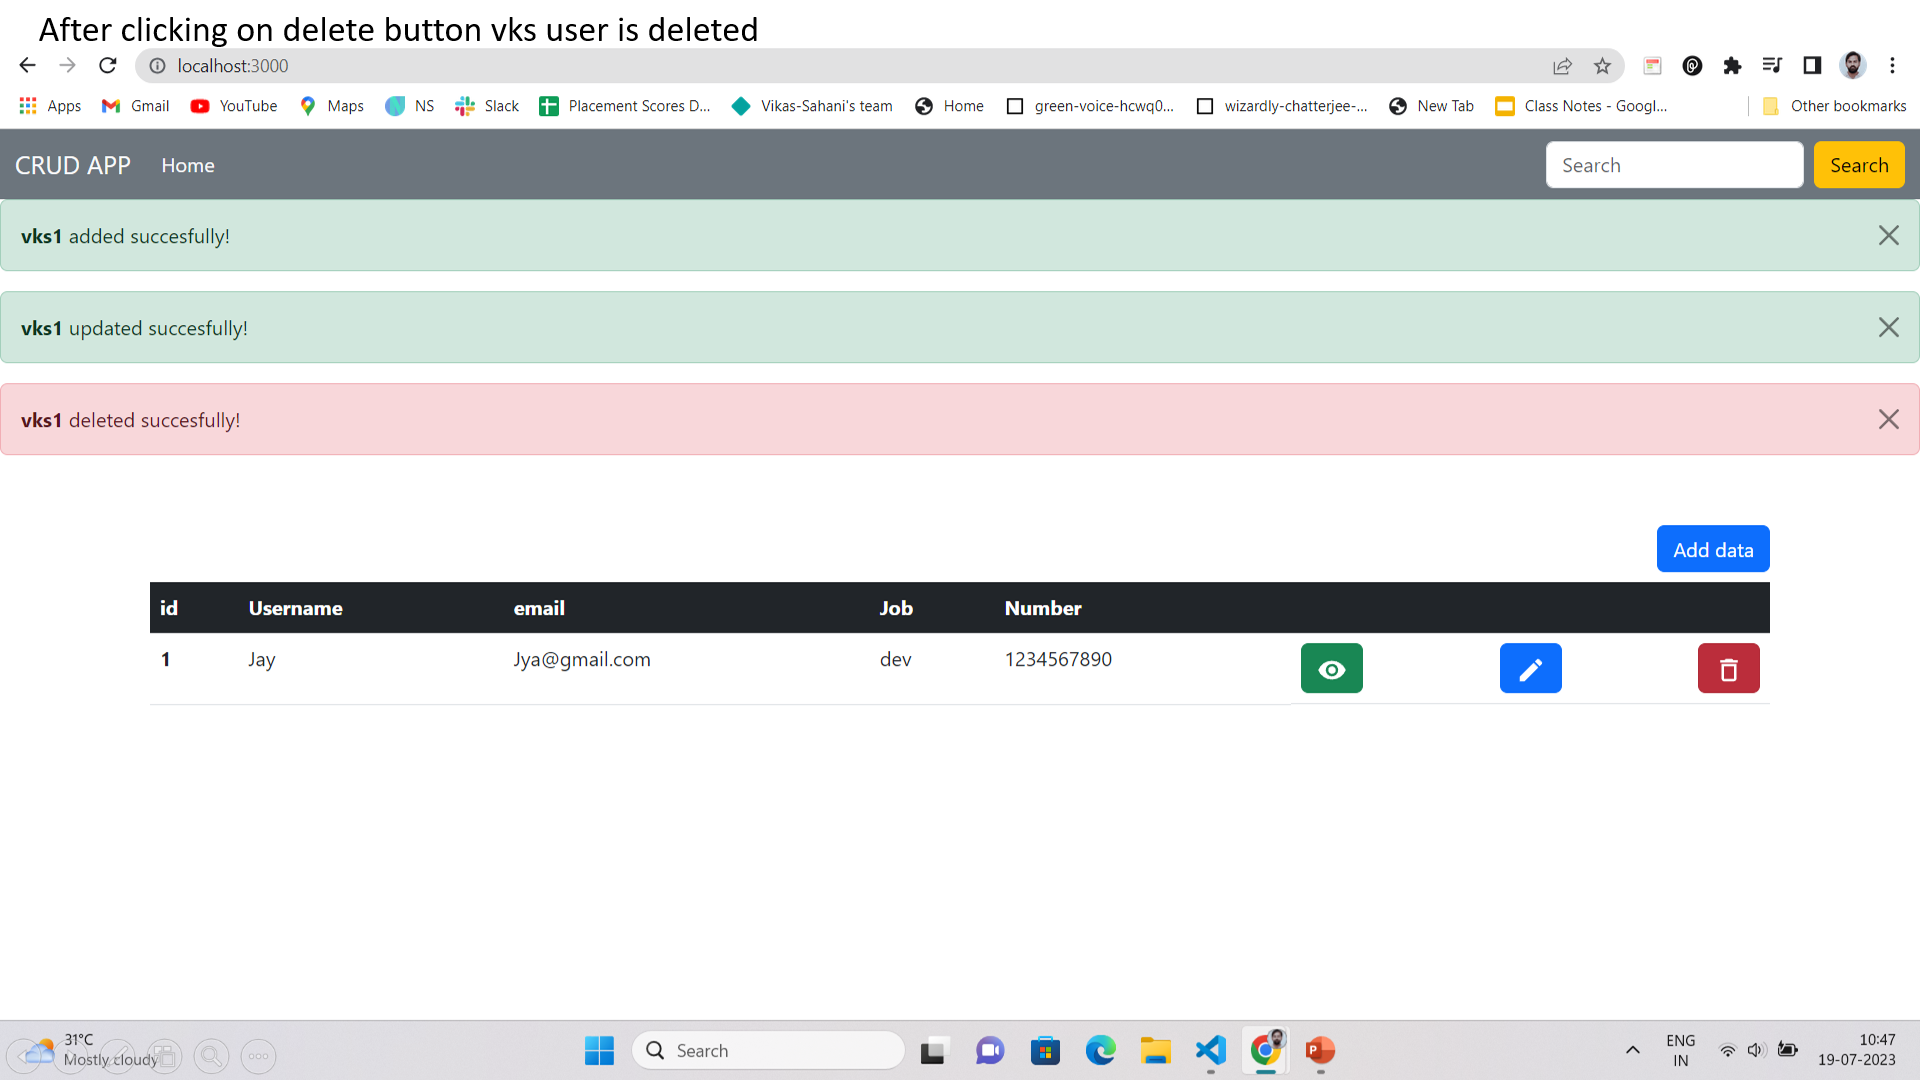 After clicking on delete button vks user is deleted
localhost:3000
Apps Gmail YouTube Maps NS Slack Placement Scores D... Vikas-Sahani's team Home green-voice-hcwq0... wizardly-chatterjee-... New Tab Class Notes - Googl... Other bookmarks
CRUD APP Home Search Search
vks1 added succesfully!
vks1 updated succesfully!
vks1 deleted succesfully!
Add data
id Username email Job Number
1 Jay Jya@gmail.com dev 1234567890
31°C
Mostly cloudy
Search
ENG
IN
10:47
19-07-2023